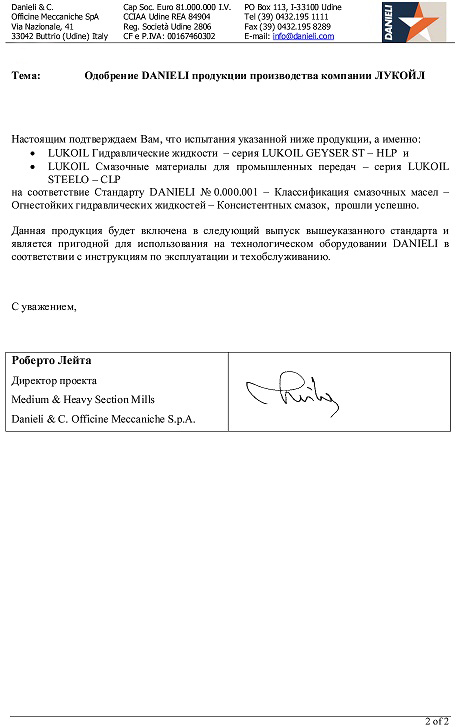 Danieli & C.
Officine Meccaniche SpA
Via Nazionale, 41
33042 Buttrio (Udine) Italy
Cap Soc. Euro 81.000.000 I.V.
CCIAA Udine REA 84904
Reg. Società Udine 2806
CF e P.IVA: 00167460302
PO Box 113, I-33100 Udine
Tel (39) 0432.195 1111
Fax (39) 0432.195 8289
E-mail: info@danieli.com
DANIELI
Тема: Одобрение DANIELI продукции производства компании ЛУКОЙЛ
Настоящим подтверждаем Вам, что испытания указанной ниже продукции, а именно:
• LUKOIL Гидравлические жидкости – серия LUKOIL GEYSER ST – HLP и
• LUKOIL Смазочные материалы для промышленных передач – серия LUKOIL
STEELO – CLP
на соответствие Стандарту DANIELI № 0.000.001 – Классификация смазочных масел –
Огнестойких гидравлических жидкостей – Консистентных смазок, прошли успешно.
Данная продукция будет включена в следующий выпуск вышеуказанного стандарта и
является пригодной для использования на технологическом оборудовании DANIELI в
соответствии с инструкциям по эксплуатации и техобслуживанию.
С уважением,
Роберто Лейта
Директор проекта
Medium & Heavy Section Mills
Danieli & C. Officine Meccaniche S.p.A.
2 of 2